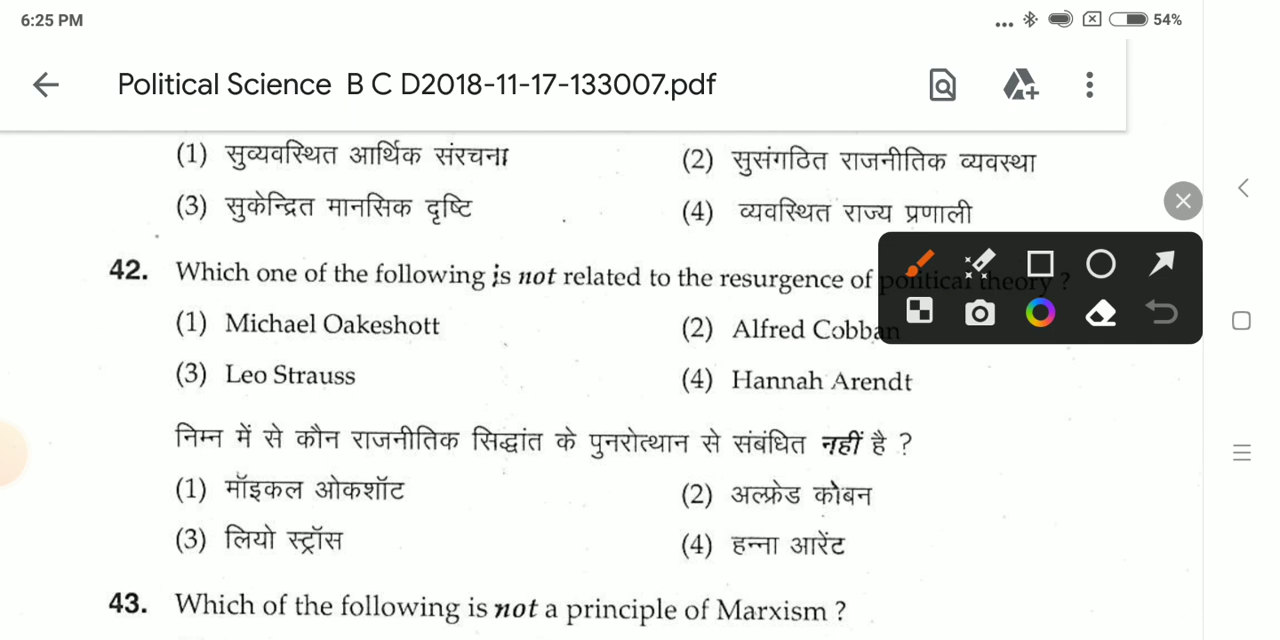 6:25 PM
54%
Political Science B C D2018-11-17-133007.pdf
(1) सुव्यवस्थित आर्थिक संरचना (2) सुसंगठित राजनीतिक व्यवस्था
(3) सुकेन्द्रित मानसिक दृष्टि (4) व्यवस्थित राज्य प्रणाली
42. Which one of the following is not related to the resurgence of political theory ?
(1) Michael Oakeshott (2) Alfred Cobban
(3) Leo Strauss (4) Hannah Arendt
निम्न में से कौन राजनीतिक सिद्धांत के पुनरोत्थान से संबंधित नहीं है ?
(1) मॉइकल ओकशॉट (2) अल्फ्रेड कोबन
(3) लियो स्ट्रॉस (4) हन्ना आरेंट
43. Which of the following is not a principle of Marxism ?